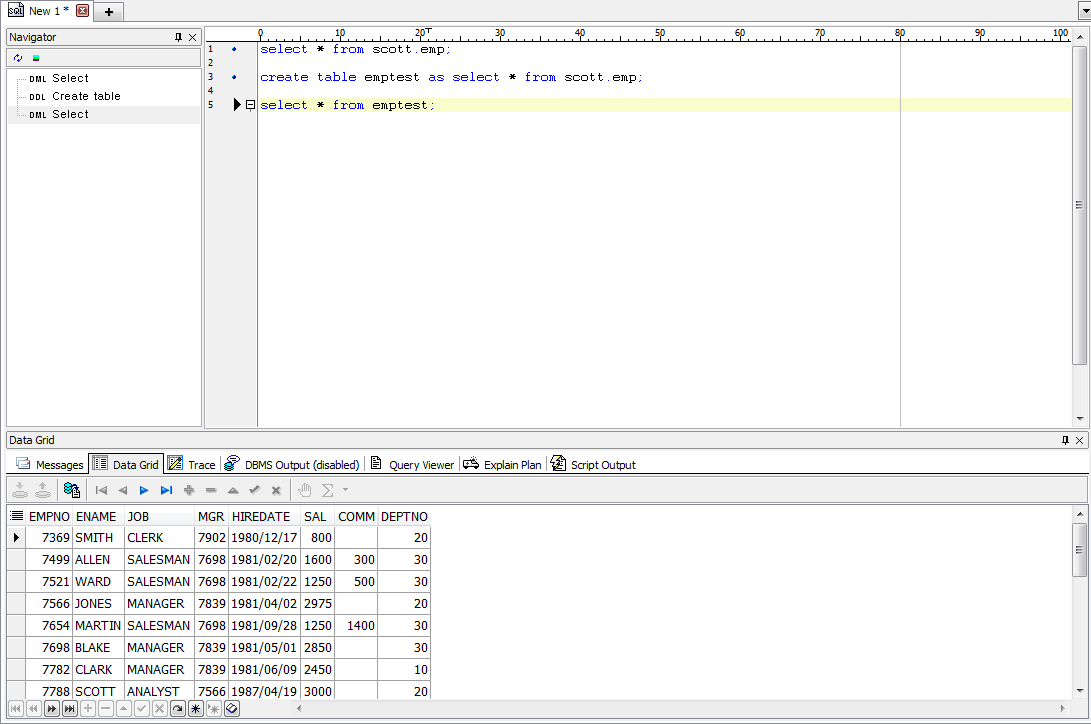 SQL New 1 *
Navigator
DML Select
DDL Create table
DML Select
0 10 20 30 40 50 60 70 80 90 100
1 select * from scott.emp;
2
3 create table emptest as select * from scott.emp;
4
5 select * from emptest;
Data Grid
Messages Data Grid Trace DBMS Output (disabled) Query Viewer Explain Plan Script Output
EMPNO ENAME JOB MGR HIREDATE SAL COMM DEPTNO
7369 SMITH CLERK 7902 1980/12/17 800 20
7499 ALLEN SALESMAN 7698 1981/02/20 1600 300 30
7521 WARD SALESMAN 7698 1981/02/22 1250 500 30
7566 JONES MANAGER 7839 1981/04/02 2975 20
7654 MARTIN SALESMAN 7698 1981/09/28 1250 1400 30
7698 BLAKE MANAGER 7839 1981/05/01 2850 30
7782 CLARK MANAGER 7839 1981/06/09 2450 10
7788 SCOTT ANALYST 7566 1987/04/19 3000 20